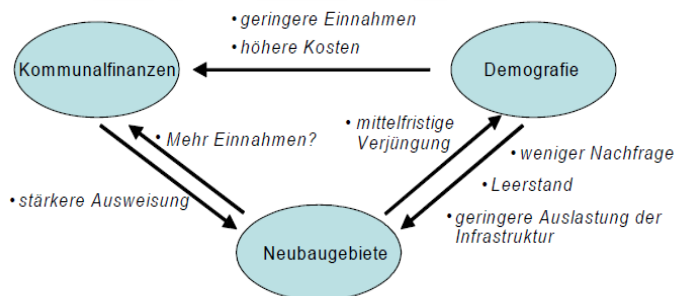 • geringere Einnahmen
• höhere Kosten
Kommunalfinanzen
Demografie
• Mehr Einnahmen?
• mittelfristige
Verjüngung
• weniger Nachfrage
• Leerstand
• stärkere Ausweisung
• geringere Auslastung der
Infrastruktur
Neubaugebiete